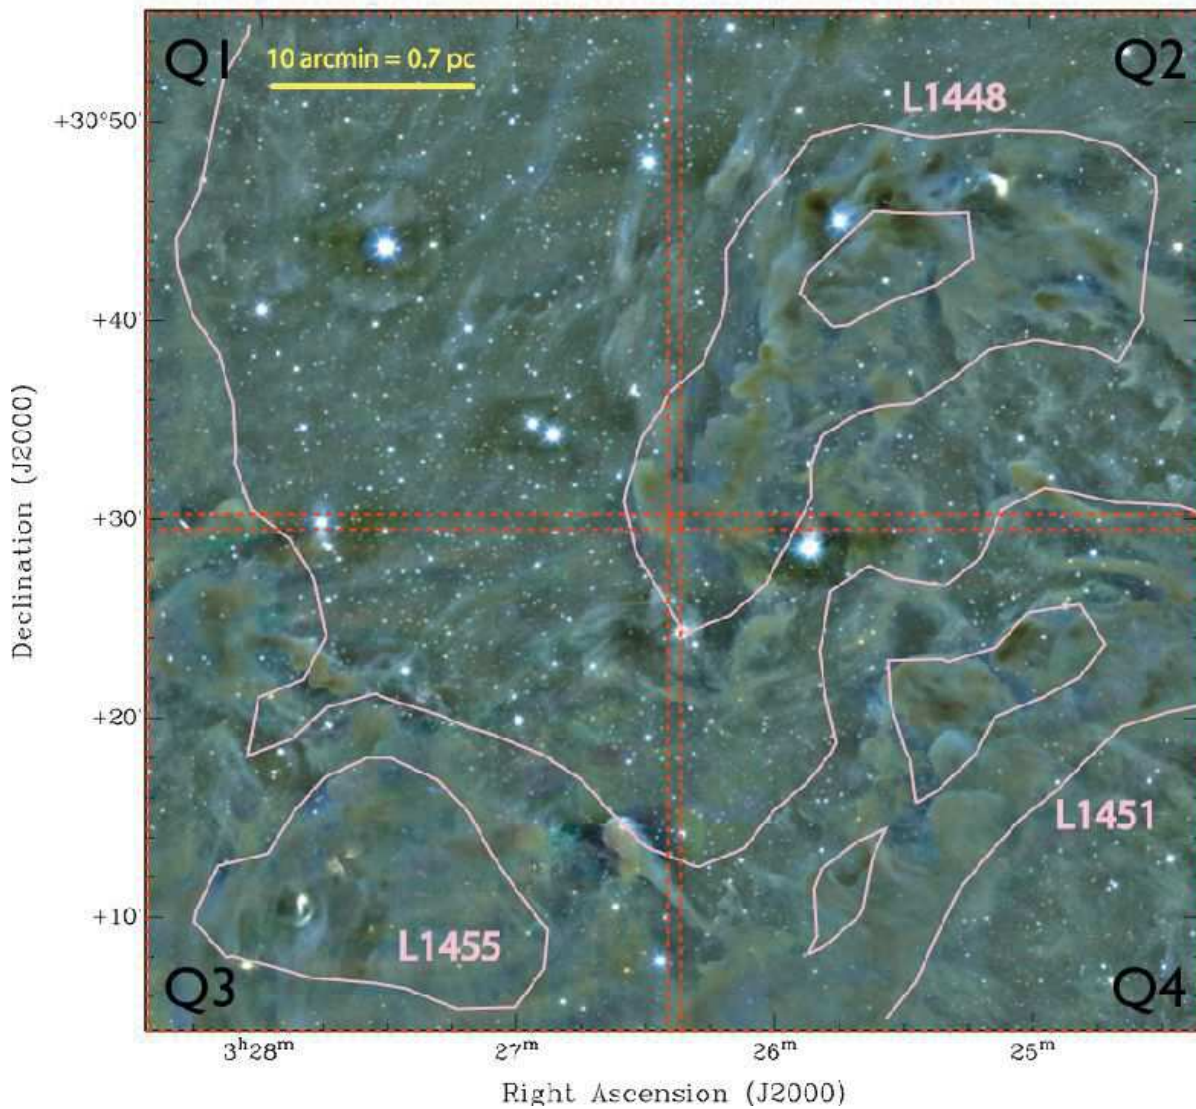 Q1
10 arcmin = 0.7 pc
Q2
L1448
+30°50'
+40'
+30'
+20'
+10'
Declination (J2000)
L1451
L1455
Q3
Q4
3ʰ28ᵐ
27ᵐ
26ᵐ
25ᵐ
Right Ascension (J2000)